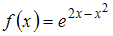 f(x) = e^{2x−x^2}